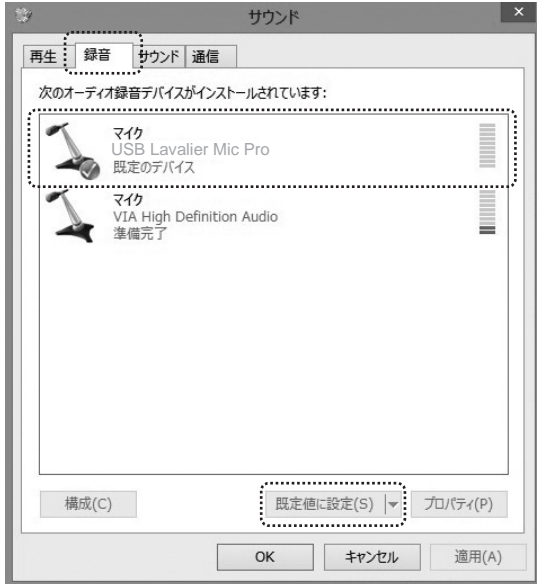 サウンド
×
再生 録音 サウンド 通信
次のオーディオ録音デバイスがインストールされています:
マイク
USB Lavalier Mic Pro
既定のデバイス
マイク
VIA High Definition Audio
準備完了
構成(C) 既定値に設定(S) プロパティ(P)
OK キャンセル 適用(A)